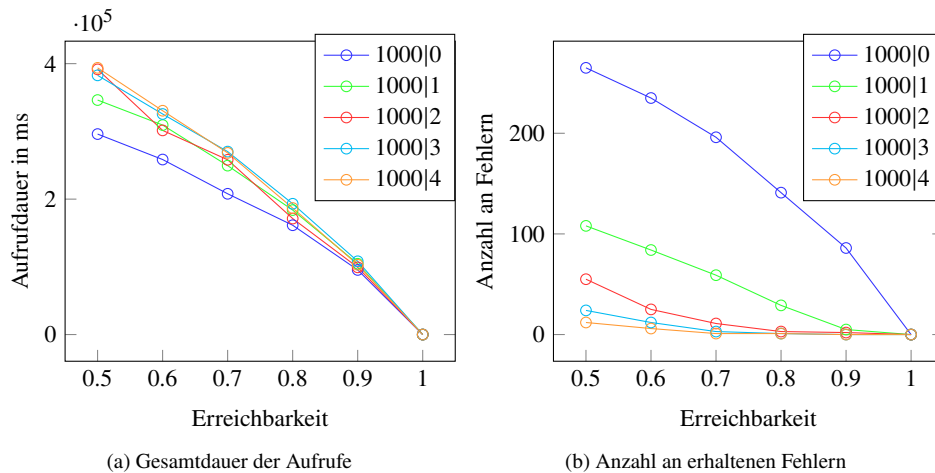 ·10⁵
4
2
0
Aufrufdauer in ms
1000|0
1000|1
1000|2
1000|3
1000|4
0.5 0.6 0.7 0.8 0.9 1
Erreichbarkeit
(a) Gesamtdauer der Aufrufe
200
100
0
Anzahl an Fehlern
1000|0
1000|1
1000|2
1000|3
1000|4
0.5 0.6 0.7 0.8 0.9 1
Erreichbarkeit
(b) Anzahl an erhaltenen Fehlern